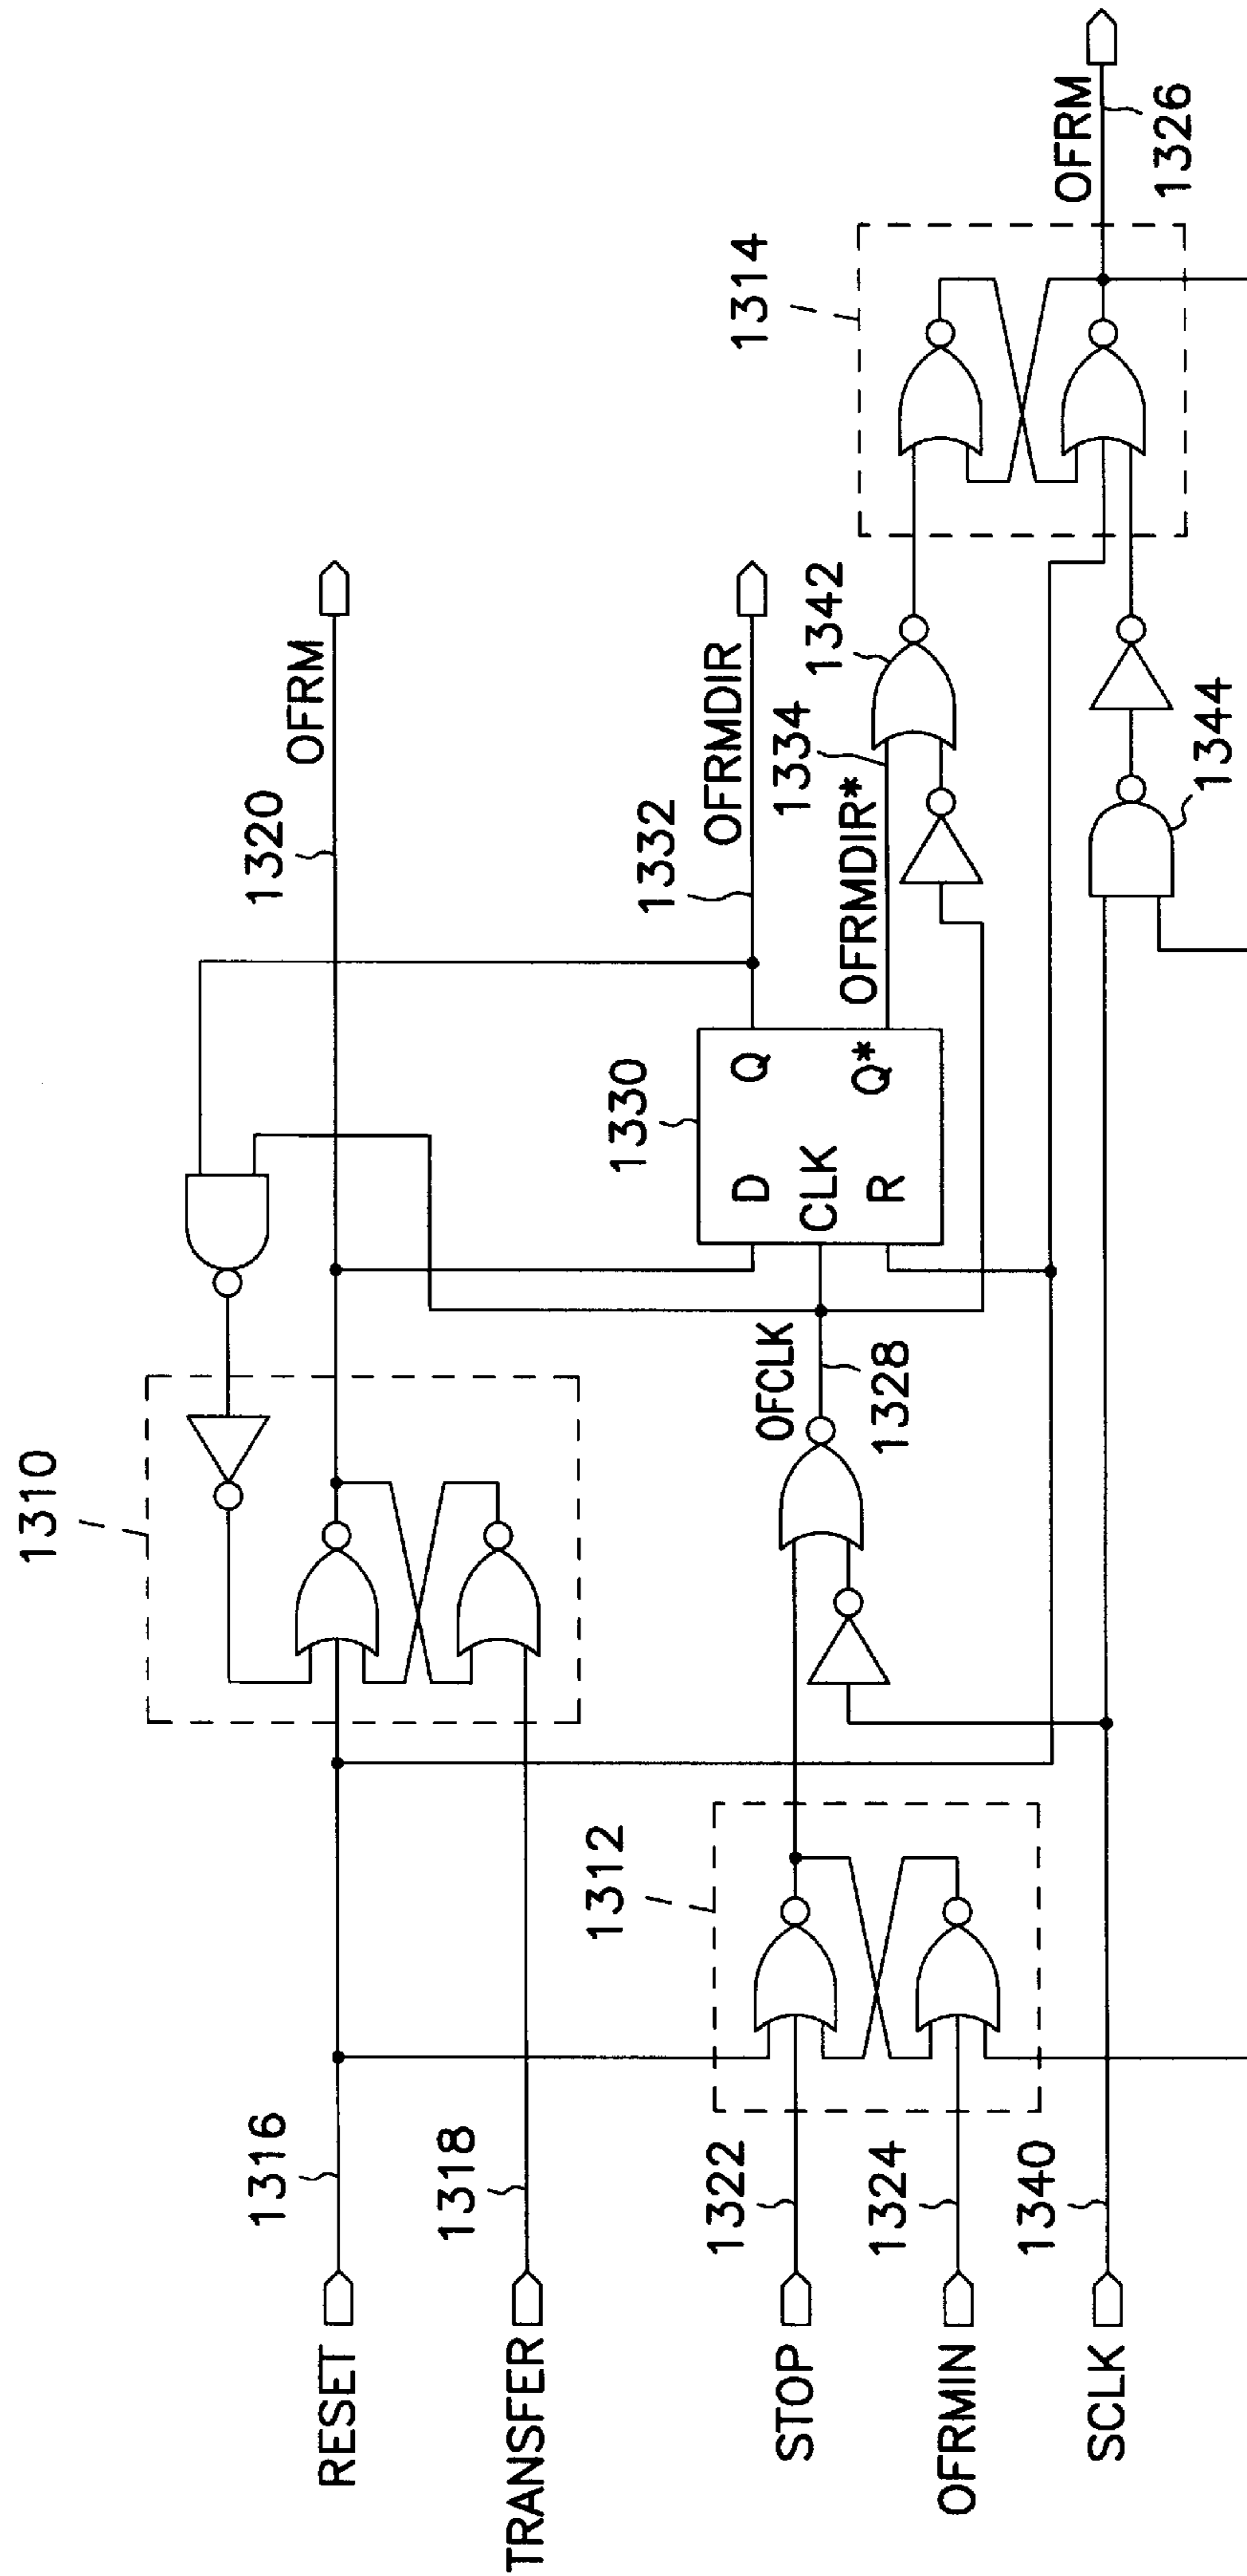 1310
1316
RESET
1318
TRANSFER
1320
OFRM
1312
1322
STOP
1324
OFRMIN
1340
SCLK
OFCLK
1328
1330
D
Q
CLK
R
Q*
1332
OFRMDIR
OFRMDIR*
1334
1342
1344
1314
OFRM
1326